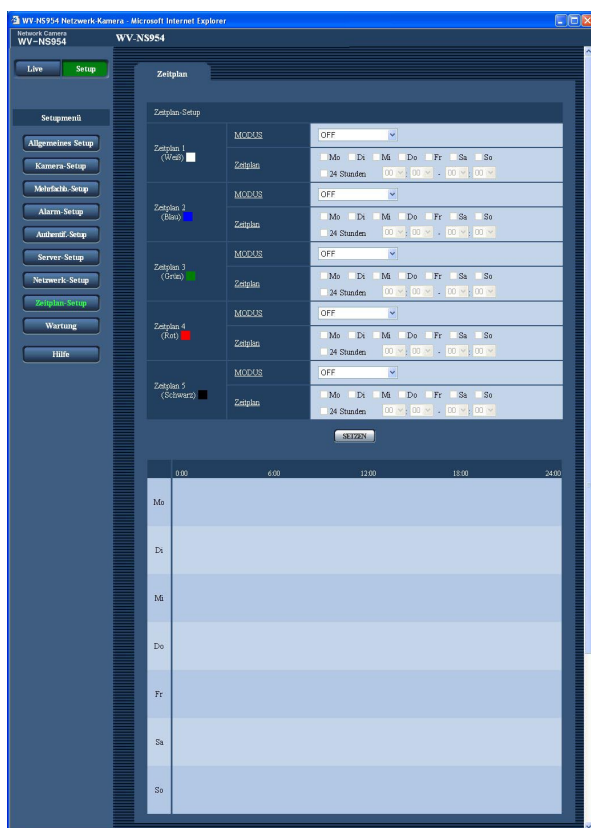 WV-NS954 Netzwerk-Kamera - Microsoft Internet Explorer
Network Camera
WV-NS954
WV-NS954
Live
Setup
Zeitplan
Setupmenü
Allgemeines Setup
Kamera-Setup
Mehrfachb.-Setup
Alarm-Setup
Authentif.-Setup
Server-Setup
Netzwerk-Setup
Zeitplan-Setup
Wartung
Hilfe
Zeitplan-Setup
Zeitplan 1
(Weiß)
MODUS
OFF
Zeitplan
Mo Di Mi Do Fr Sa So
24 Stunden 00 : 00 - 00 : 00
Zeitplan 2
(Blau)
MODUS
OFF
Zeitplan
Mo Di Mi Do Fr Sa So
24 Stunden 00 : 00 - 00 : 00
Zeitplan 3
(Grün)
MODUS
OFF
Zeitplan
Mo Di Mi Do Fr Sa So
24 Stunden 00 : 00 - 00 : 00
Zeitplan 4
(Rot)
MODUS
OFF
Zeitplan
Mo Di Mi Do Fr Sa So
24 Stunden 00 : 00 - 00 : 00
Zeitplan 5
(Schwarz)
MODUS
OFF
Zeitplan
Mo Di Mi Do Fr Sa So
24 Stunden 00 : 00 - 00 : 00
SETZEN
0:00 6:00 12:00 18:00 24:00
Mo
Di
Mi
Do
Fr
Sa
So